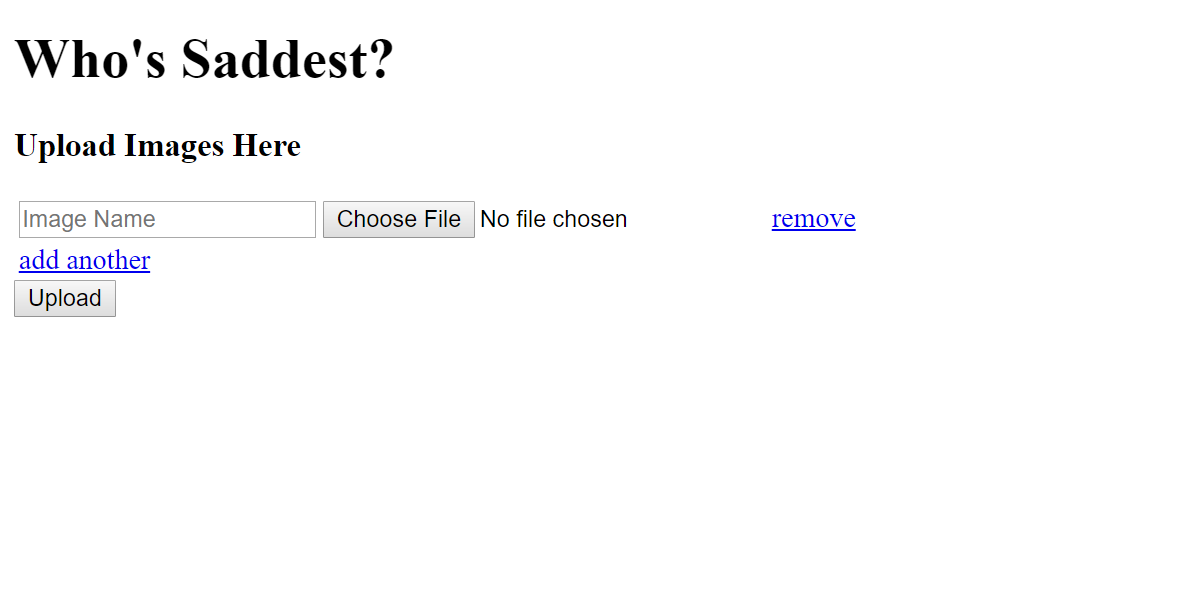 Who's Saddest?
Upload Images Here
Image Name Choose File No file chosen remove
add another
Upload